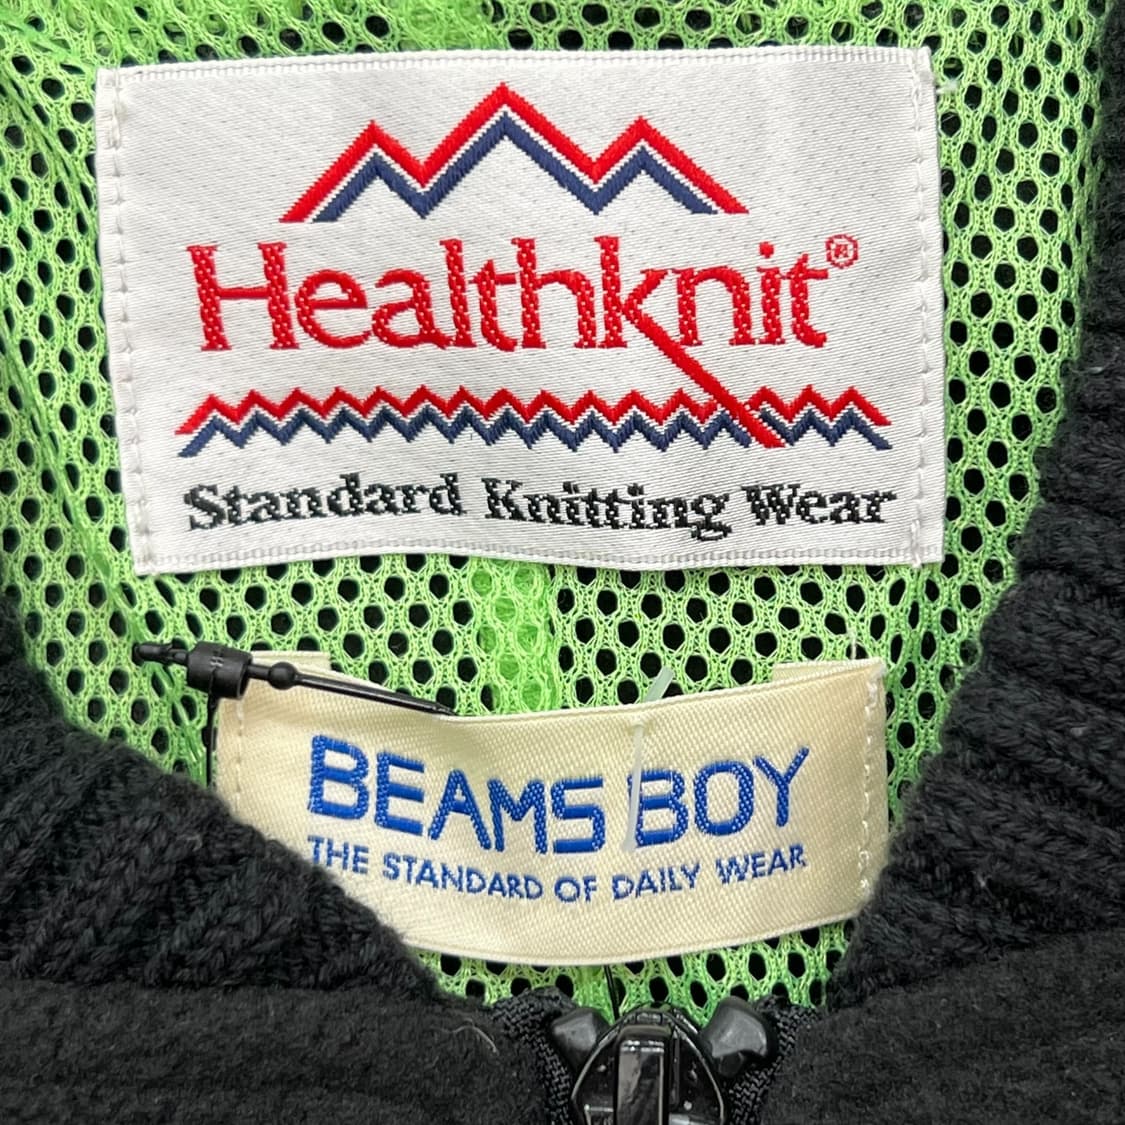 Healthknit®
Standard Knitting Wear
BEAMS BOY
THE STANDARD OF DAILY WEAR